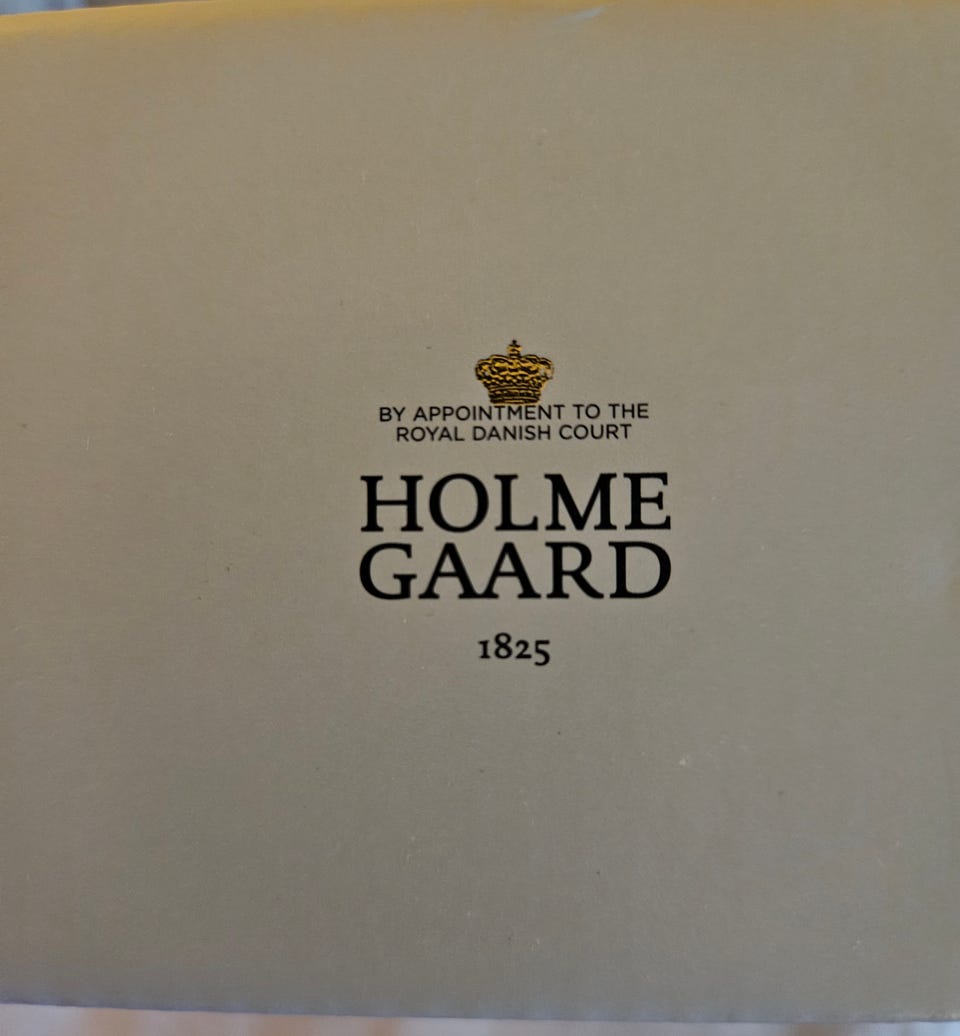 BY APPOINTMENT TO THE
ROYAL DANISH COURT
HOLME
GAARD
1825